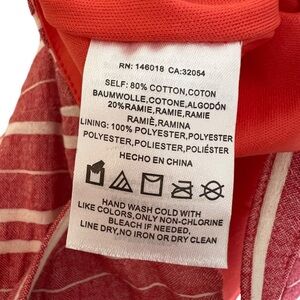 RN: 146018 CA:32054
SELF: 80% COTTON,COTON
BAUMWOLLE,COTONE,ALGODÓN
20%RAMIE, RAMIE, RAMIE
RAMIÈ,RAMINA
LINING: 100% POLYESTER,POLYESTER
POLYESTER,POLIESTERE,POLIÉSTER
HECHO EN CHINA
HAND WASH COLD WITH
LIKE COLORS,ONLY NON-CHLORINE
BLEACH IF NEEDED,
LINE DRY,NO IRON OR DRY CLEAN